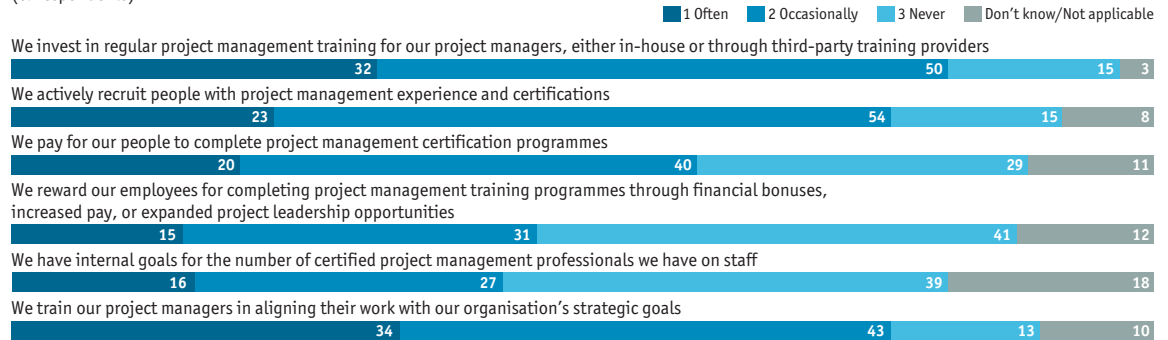 1 Often 2 Occasionally 3 Never Don't know/Not applicable
We invest in regular project management training for our project managers, either in-house or through third-party training providers
32 50 15 3
We actively recruit people with project management experience and certifications
23 54 15 8
We pay for our people to complete project management certification programmes
20 40 29 11
We reward our employees for completing project management training programmes through financial bonuses,
increased pay, or expanded project leadership opportunities
15 31 41 12
We have internal goals for the number of certified project management professionals we have on staff
16 27 39 18
We train our project managers in aligning their work with our organisation's strategic goals
34 43 13 10